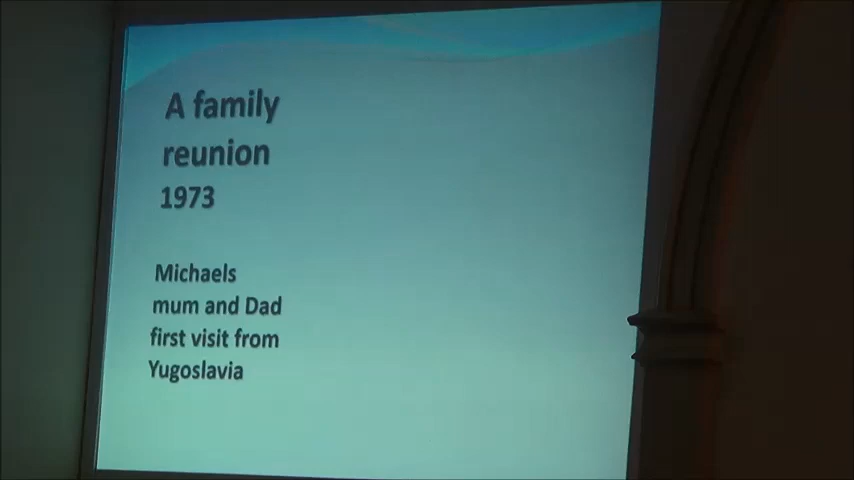 A family
reunion
1973
Michaels
mum and Dad
first visit from
Yugoslavia